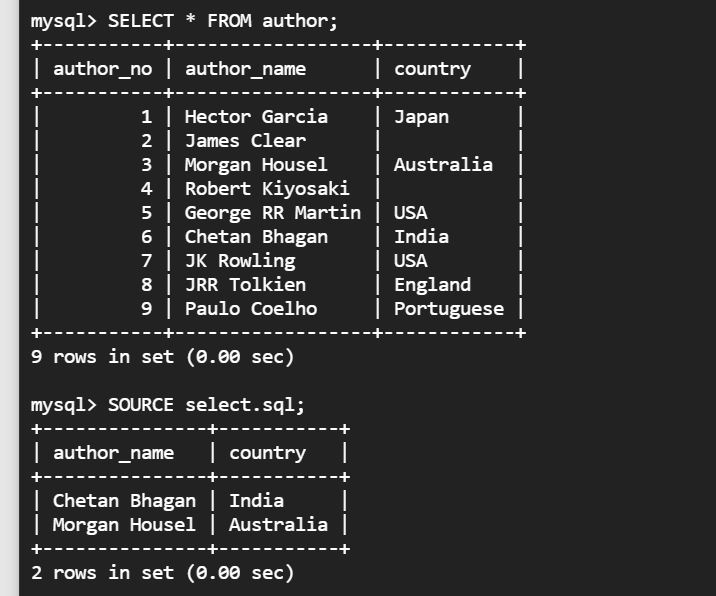 mysql> SELECT * FROM author;
+-----------+------------------+------------+
| author_no | author_name      | country    |
+-----------+------------------+------------+
|         1 | Hector Garcia    | Japan      |
|         2 | James Clear      |            |
|         3 | Morgan Housel    | Australia  |
|         4 | Robert Kiyosaki  |            |
|         5 | George RR Martin | USA        |
|         6 | Chetan Bhagan    | India      |
|         7 | JK Rowling       | USA        |
|         8 | JRR Tolkien      | England    |
|         9 | Paulo Coelho     | Portuguese |
+-----------+------------------+------------+
9 rows in set (0.00 sec)

mysql> SOURCE select.sql;
+---------------+-----------+
| author_name   | country   |
+---------------+-----------+
| Chetan Bhagan | India     |
| Morgan Housel | Australia |
+---------------+-----------+
2 rows in set (0.00 sec)